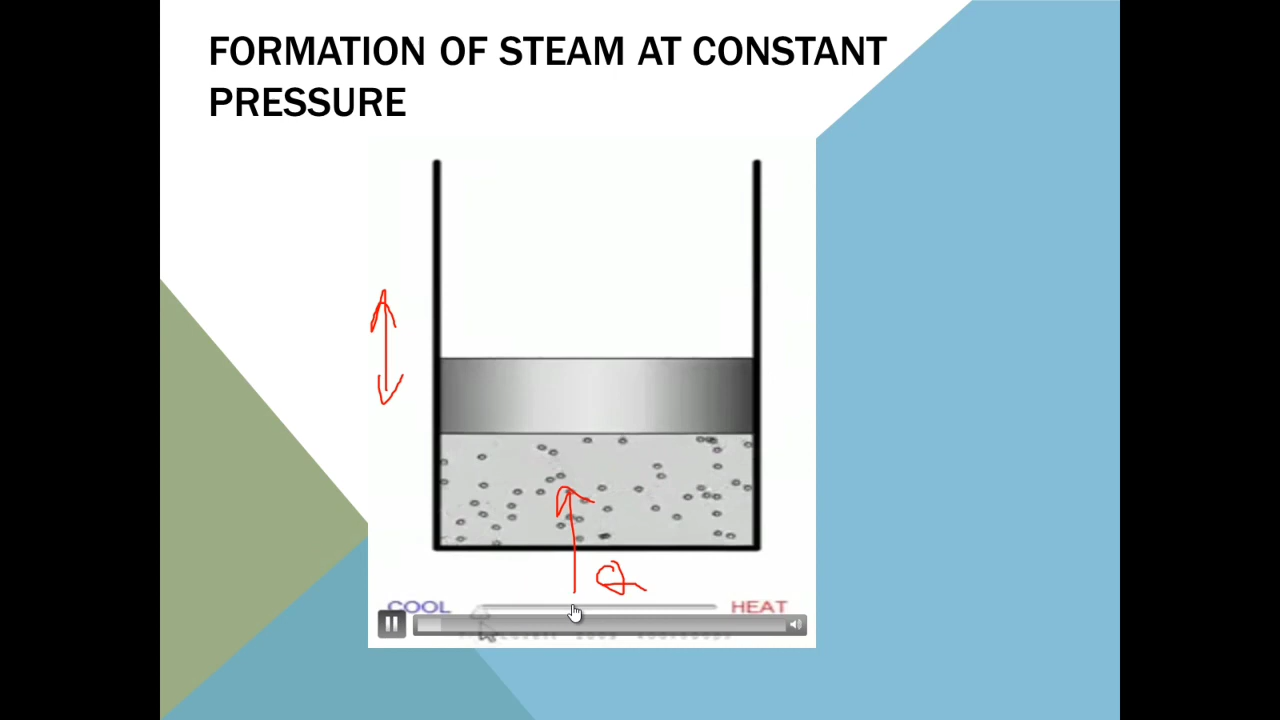 FORMATION OF STEAM AT CONSTANT
PRESSURE
Q
COOL
HEAT